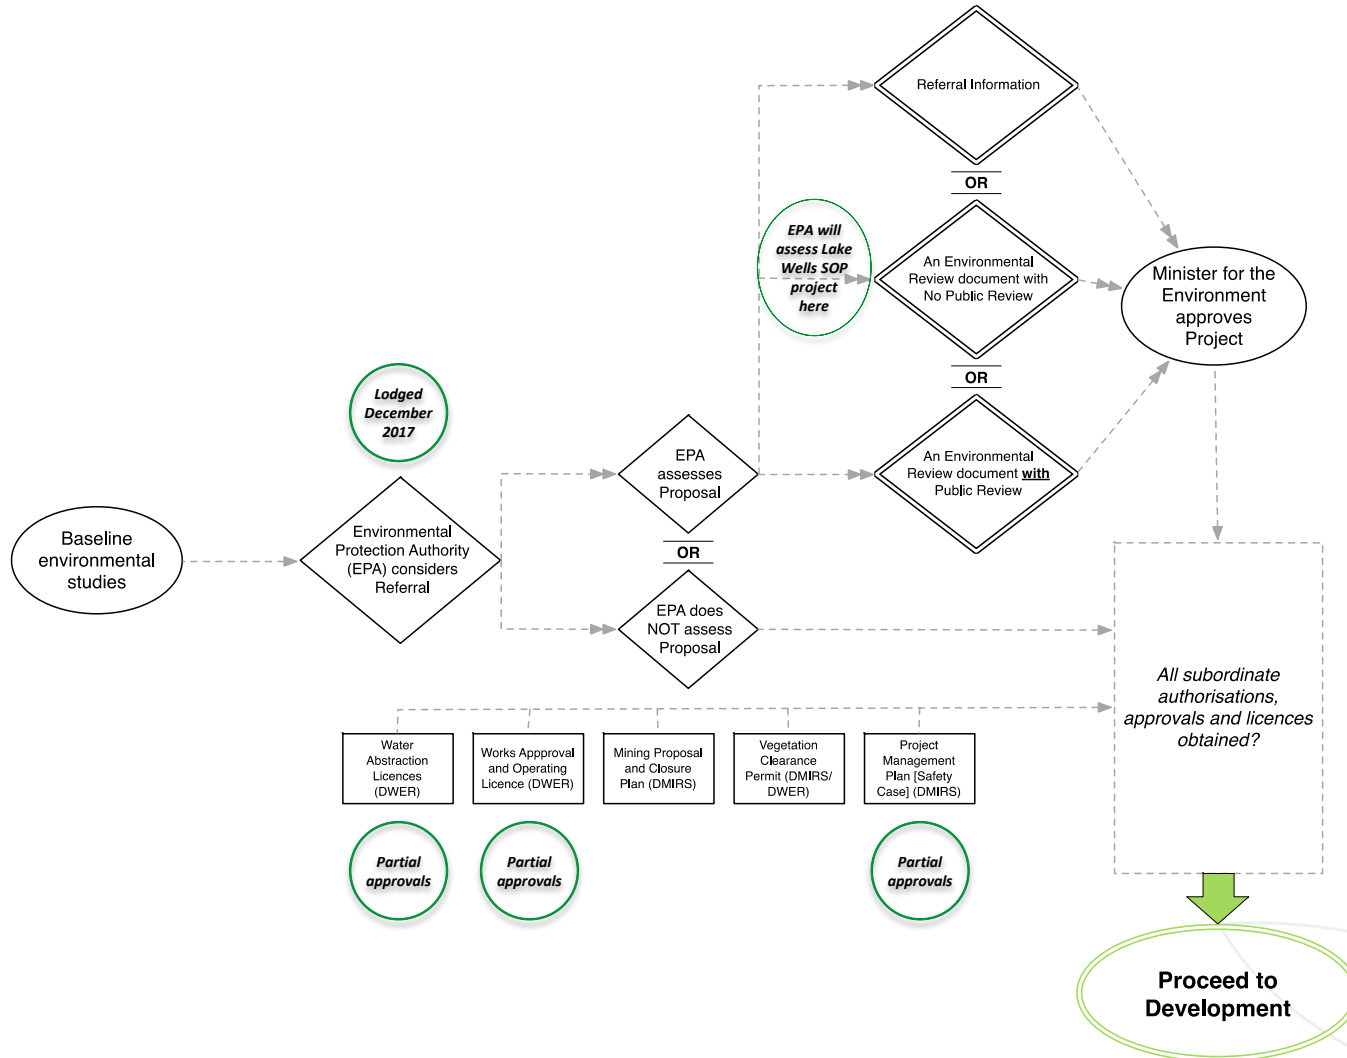 Referral Information
OR
EPA will
assess Lake
Wells SOP
project
here
An Environmental
Review document with
No Public Review
Minister for the
Environment
approves
Project
OR
Lodged
December
2017
An Environmental
Review document with
Public Review
EPA
assesses
Proposal
Baseline
environmental
studies
Environmental
Protection Authority
(EPA) considers
Referral
OR
EPA does
NOT assess
Proposal
All subordinate
authorisations,
approvals and licences
obtained?
Water
Abstraction
Licences
(DWER)
Works Appproval
and Operating
Licence (DWER)
Mining Proposal
and Closure
Plan (DMIRS)
Vegetation
Clearance
Permit (DMIRS/
DWER)
Project
Management
Plan [Safety
Case] (DMIRS)
Partial
approvals
Partial
approvals
Partial
approvals
Proceed to
Development